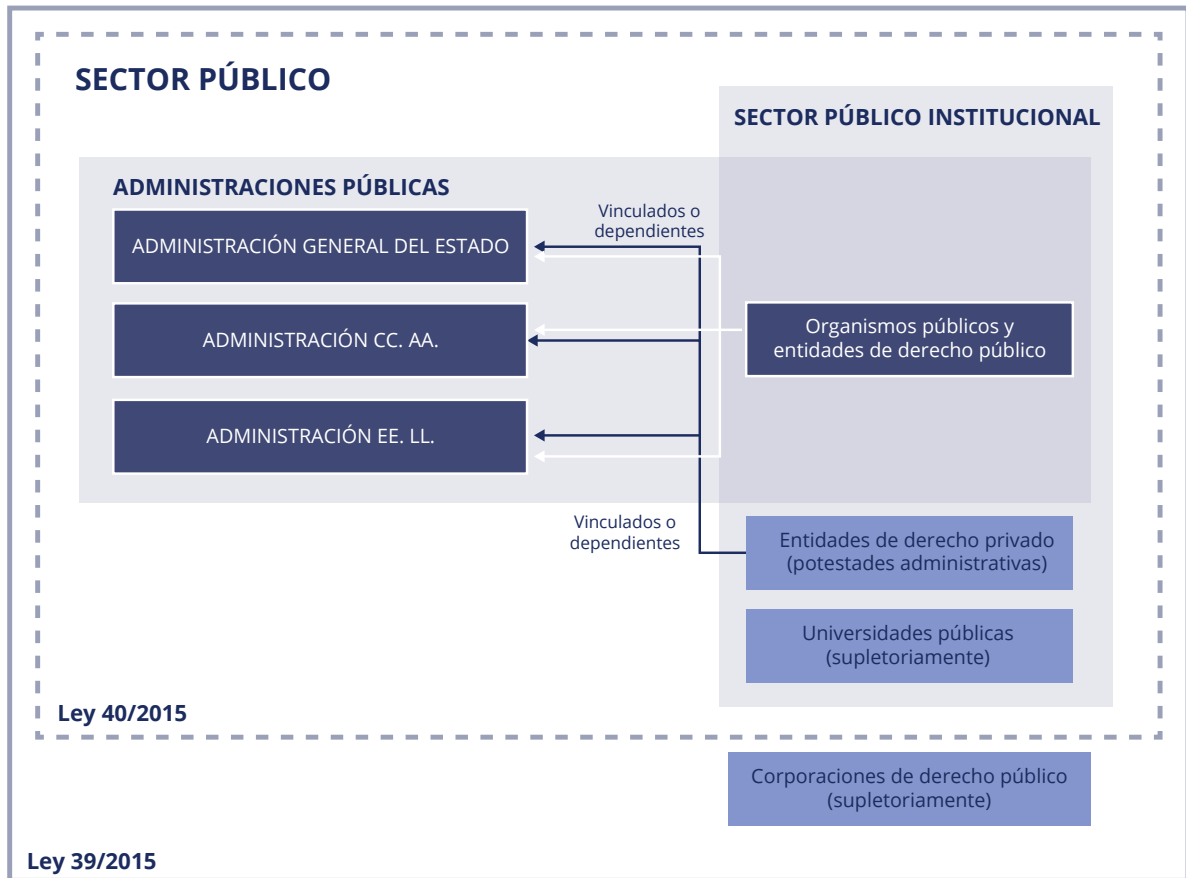 SECTOR PÚBLICO
SECTOR PÚBLICO INSTITUCIONAL
ADMINISTRACIONES PÚBLICAS
Vinculados o
dependientes
ADMINISTRACIÓN GENERAL DEL ESTADO
ADMINISTRACIÓN CC. AA.
Organismos públicos y
entidades de derecho público
ADMINISTRACIÓN EE. LL.
Vinculados o
dependientes
Entidades de derecho privado
(potestades administrativas)
Universidades públicas
(supletoriamente)
Ley 40/2015
Corporaciones de derecho público
(supletoriamente)
Ley 39/2015